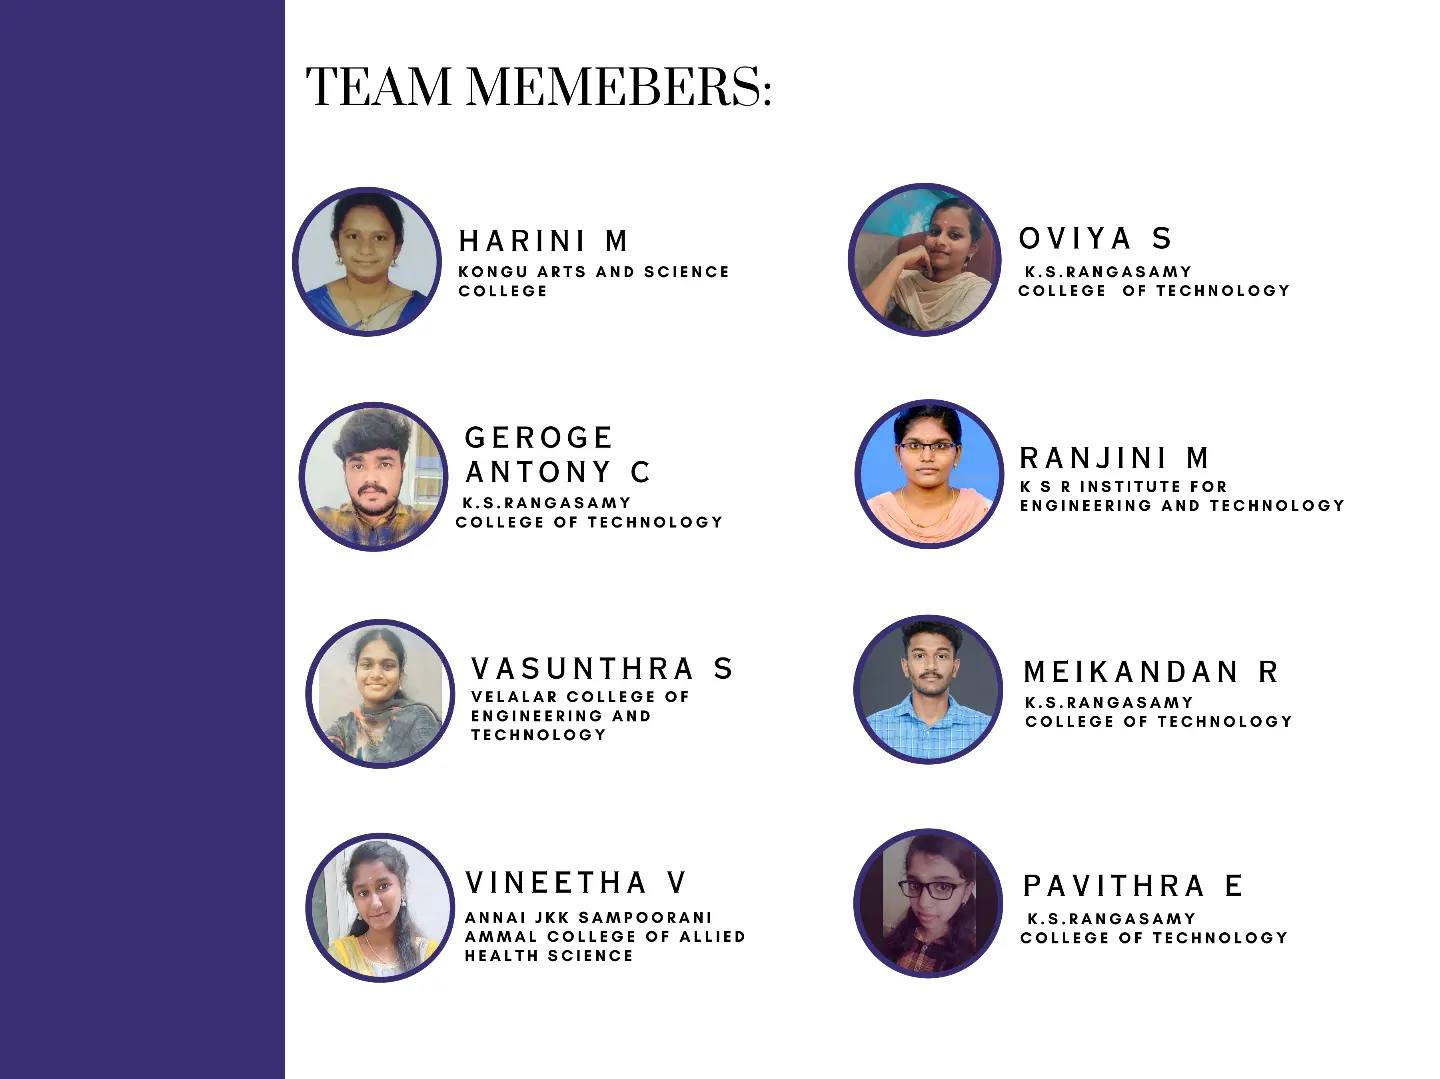 TEAM MEMEBERS:
HARINI M
KONGU ARTS AND SCIENCE
COLLEGE
OVIYA S
K.S.RANGASAMY
COLLEGE OF TECHNOLOGY
GEROGE
ANTONY C
K.S.RANGASAMY
COLLEGE OF TECHNOLOGY
RANJINI M
K S R INSTITUTE FOR
ENGINEERING AND TECHNOLOGY
VASUNTHRA S
VELALAR COLLEGE OF
ENGINEERING AND
TECHNOLOGY
MEIKANDAN R
K.S.RANGASAMY
COLLEGE OF TECHNOLOGY
VINEETHA V
ANNAI JKK SAMPOORANI
AMMAL COLLEGE OF ALLIED
HEALTH SCIENCE
PAVITHRA E
K.S.RANGASAMY
COLLEGE OF TECHNOLOGY